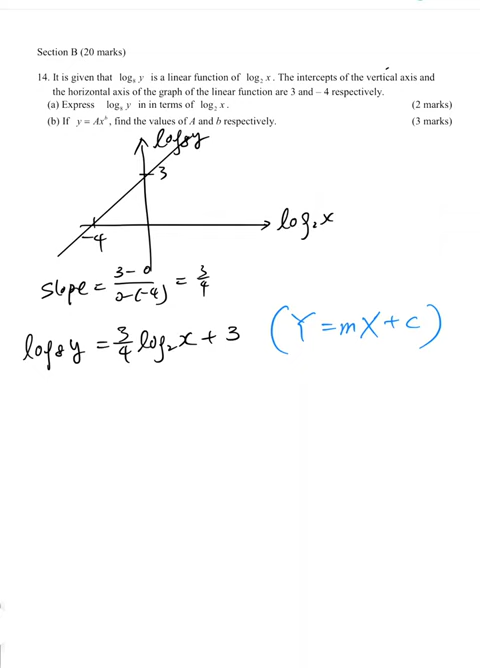 Section B (20 marks)
14. It is given that log₈ y is a linear function of log₂ x. The intercepts of the vertical axis and
the horizontal axis of the graph of the linear function are 3 and – 4 respectively.
(a) Express log₈ y in in terms of log₂ x. (2 marks)
(b) If y = Axᵇ, find the values of A and b respectively. (3 marks)
log₈y
3
-4
log₂x
slope = (3-0)/(0-(-4)) = 3/4
log₈y = 3/4 log₂x + 3 (Y=mX+c)